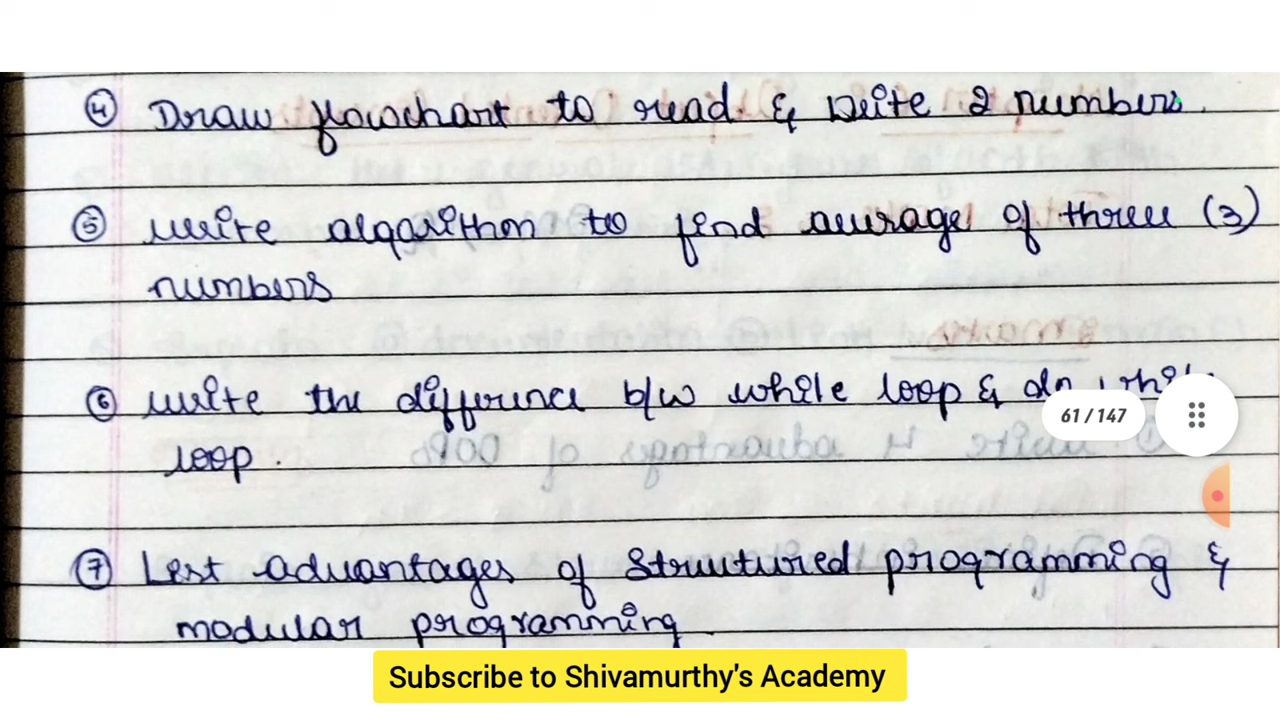 ④ Draw flowchart to read & write 2 numbers.
⑤ write algorithm to find average of three (3)
numbers
⑥ write the difference b/w while loop & do while
loop.
61 / 147
⑦ List advantages of Structured programming &
modular programming.
Subscribe to Shivamurthy's Academy